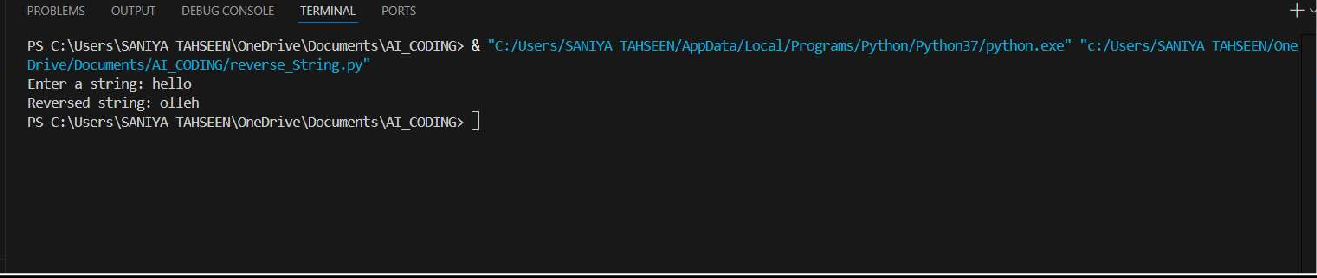 PROBLEMS OUTPUT DEBUG CONSOLE TERMINAL PORTS
PS C:\Users\SANIYA TAHSEEN\OneDrive\Documents\AI_CODING> & "C:/Users/SANIYA TAHSEEN/AppData/Local/Programs/Python/Python37/python.exe" "c:/Users/SANIYA TAHSEEN/One
Drive/Documents/AI_CODING/reverse_String.py"
Enter a string: hello
Reversed string: olleh
PS C:\Users\SANIYA TAHSEEN\OneDrive\Documents\AI_CODING>